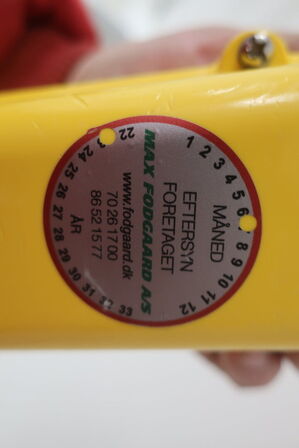 1 2 3 4 5 6 8 9 10 11 12
MÅNED
EFTERSYN
FORETAGET
MAX FODGAARD A/S
www.fodgaard.dk
70 26 17 00
86 52 15 77
ÅR
22 24 25 26 27 28 29 30 31 32 33